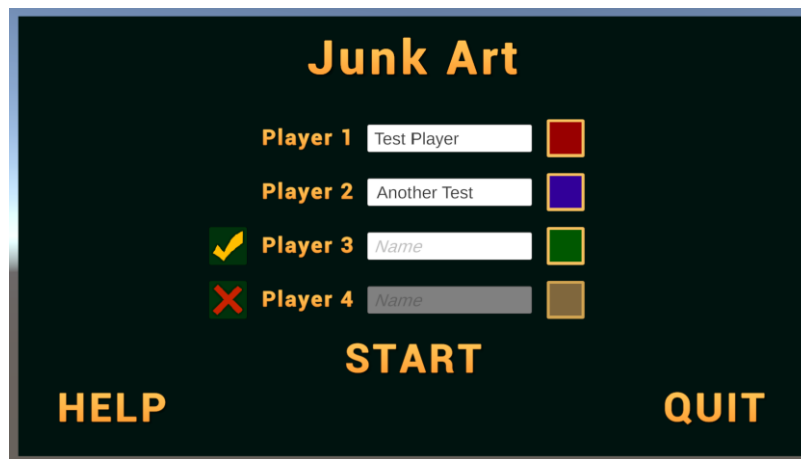 Junk Art
Player 1 Test Player
Player 2 Another Test
Player 3 Name
Player 4 Name
START
HELP QUIT